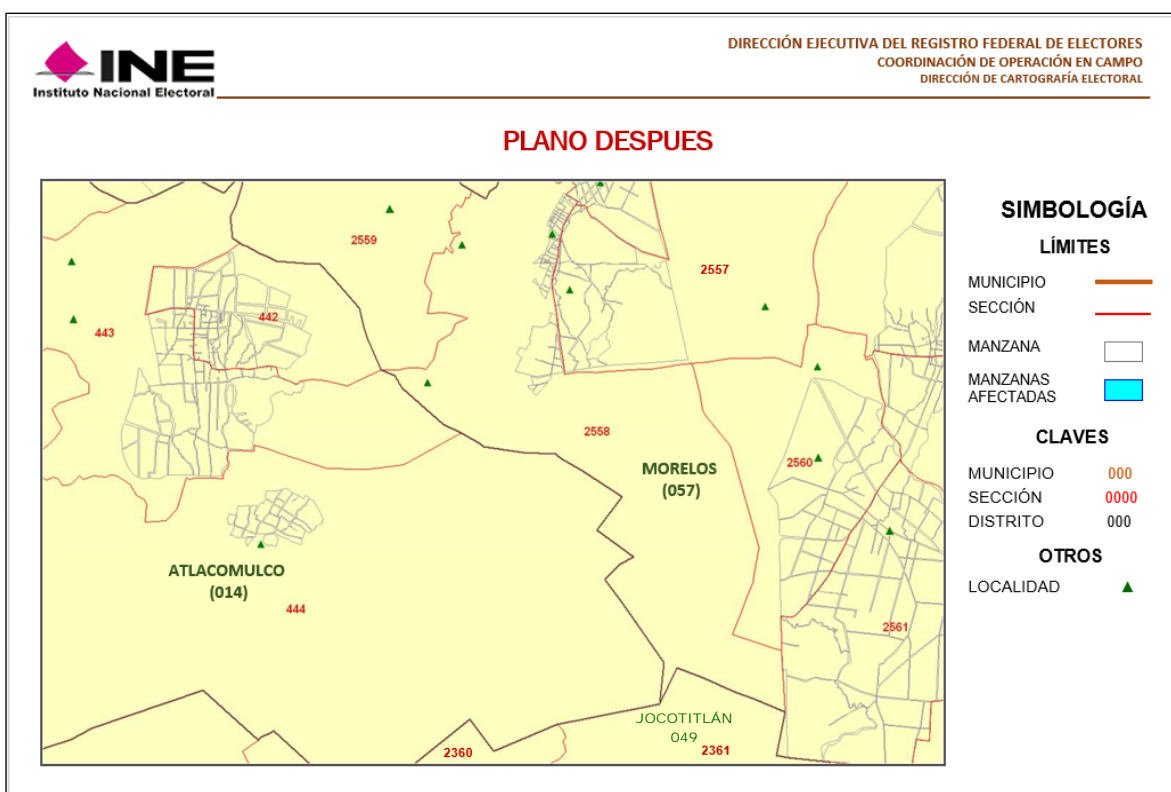 INE
Instituto Nacional Electoral
DIRECCIÓN EJECUTIVA DEL REGISTRO FEDERAL DE ELECTORES
COORDINACIÓN DE OPERACIÓN EN CAMPO
DIRECCIÓN DE CARTOGRAFÍA ELECTORAL
PLANO DESPUES
2559
2557
442
443
2558
MORELOS
(057)
2560
ATLACOMULCO
(014)
444
2561
JOCOTITLÁN
049
2360
2361
SIMBOLOGÍA
LÍMITES
MUNICIPIO
SECCIÓN
MANZANA
MANZANAS
AFECTADAS
CLAVES
MUNICIPIO 000
SECCIÓN 0000
DISTRITO 000
OTROS
LOCALIDAD